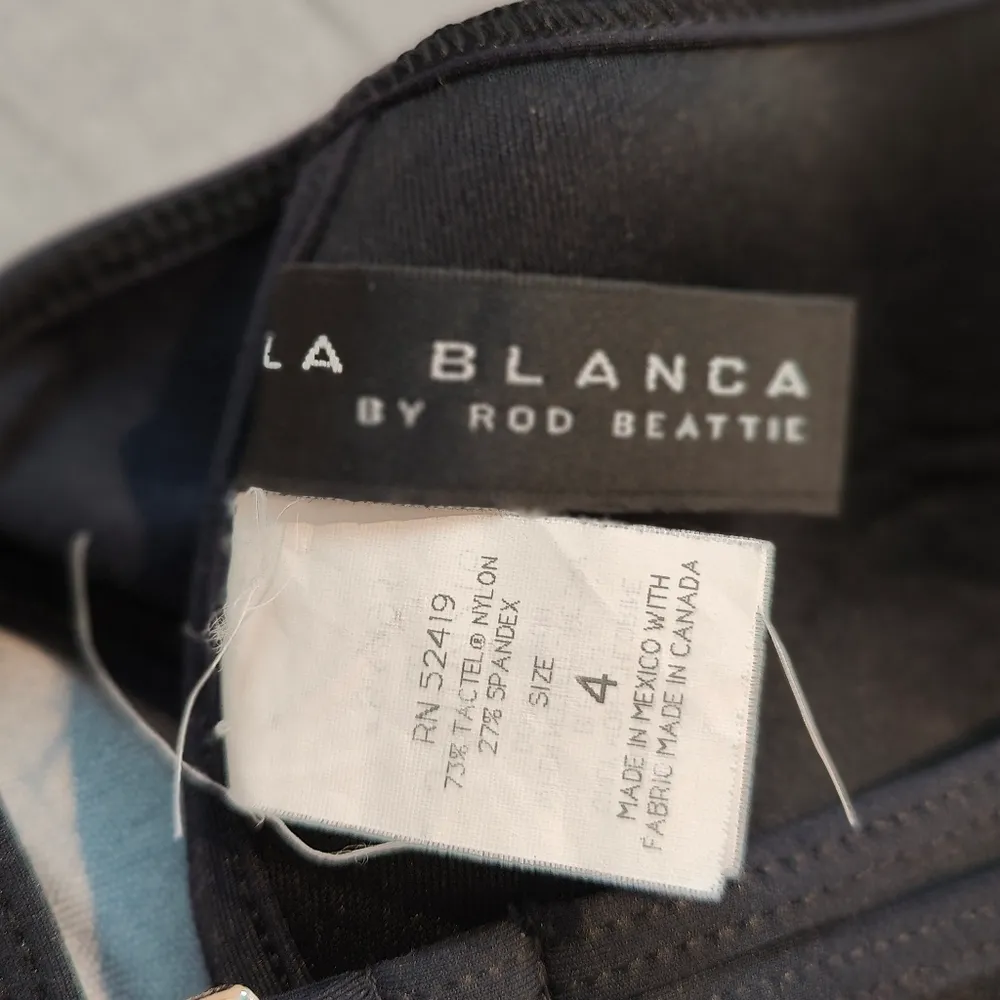 LA BLANCA
BY ROD BEATTIE
RN 52419
73% TACTEL® NYLON
27% SPANDEX
SIZE
4
MADE IN MEXICO WITH
FABRIC MADE IN CANADA